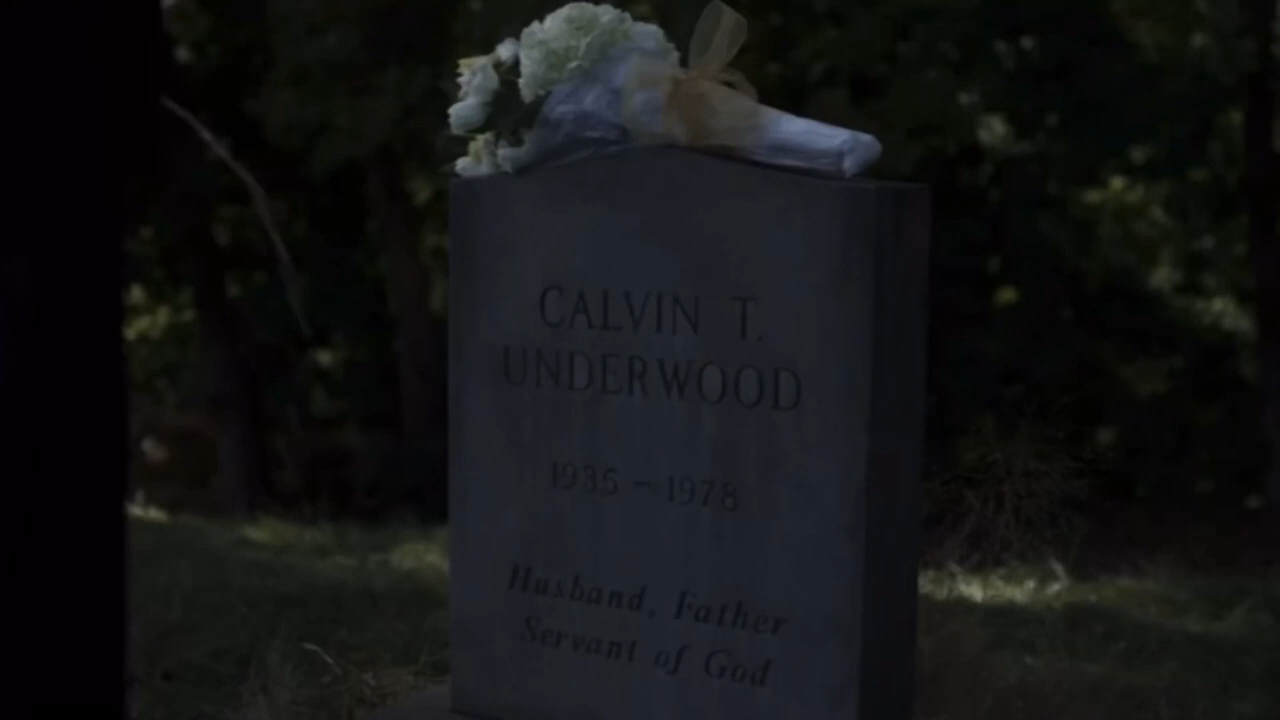 CALVIN T.
UNDERWOOD
1935 – 1978
Husband, Father
Servant of God